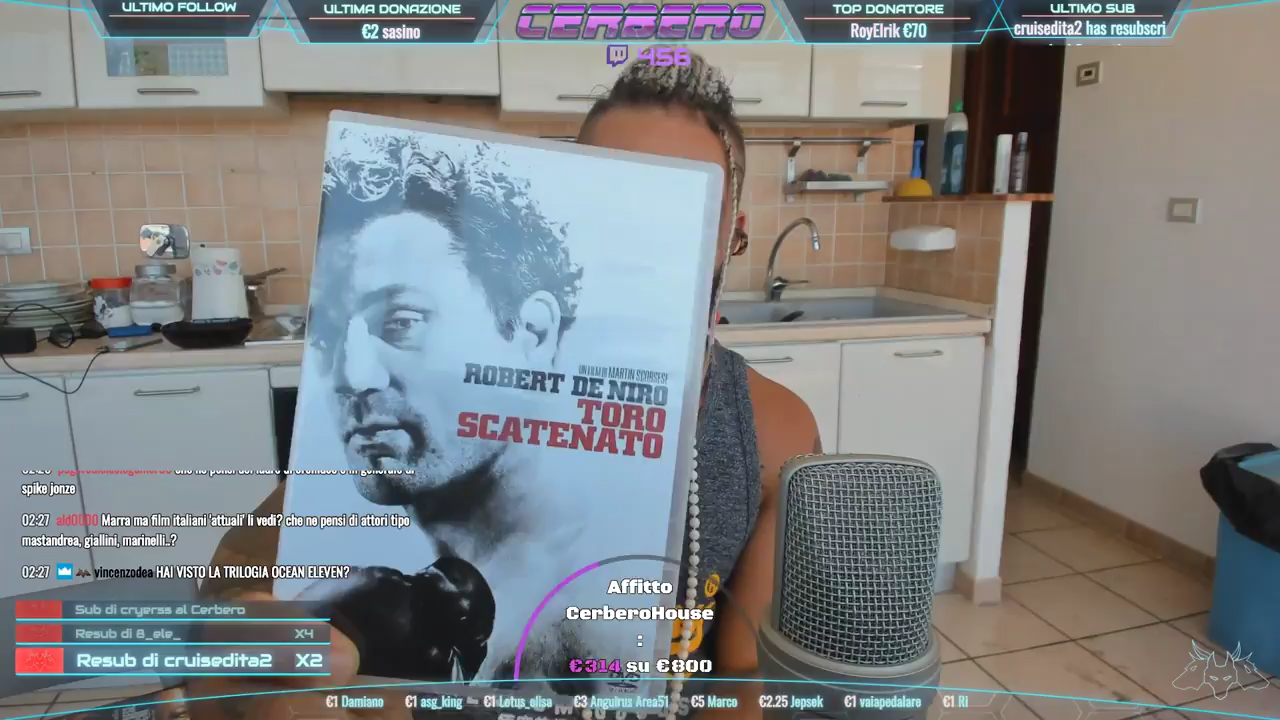 ULTIMO FOLLOW
ULTIMA DONAZIONE
€2 sasino
CERBERO
456
TOP DONATORE
RoyElrik €70
ULTIMO SUB
cruisedita2 has resubscri
UN FILM DI MARTIN SCORSESE
ROBERT DE NIRO
TORO
SCATENATO
spike jonze
02:27 ald0000 Marra ma film italiani 'attuali' li vedi? che ne pensi di attori tipo
mastandrea, giallini, marinelli..?
02:27 vincenzodea HAI VISTO LA TRILOGIA OCEAN ELEVEN?
Sub di cryerss al Cerbero
Resub di 8_ele_ X4
Resub di cruisedita2 X2
Affitto
CerberoHouse
:
€314 su €800
€1 Damiano €1 asg_king €1 Lotus_elisa €3 Anguirus Area51 €5 Marco €2.25 Jepsek €1 vaiapedalare €1 Ri